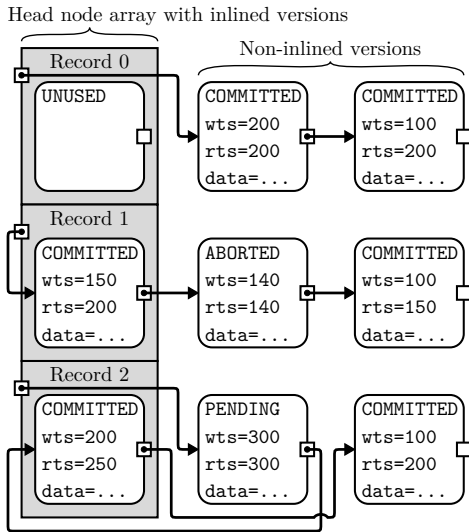 Head node array with inlined versions
Non-inlined versions
Record 0
UNUSED
COMMITTED
wts=200
rts=200
data=...
COMMITTED
wts=100
rts=200
data=...
Record 1
COMMITTED
wts=150
rts=200
data=...
ABORTED
wts=140
rts=140
data=...
COMMITTED
wts=100
rts=150
data=...
Record 2
COMMITTED
wts=200
rts=250
data=...
PENDING
wts=300
rts=300
data=...
COMMITTED
wts=100
rts=200
data=...